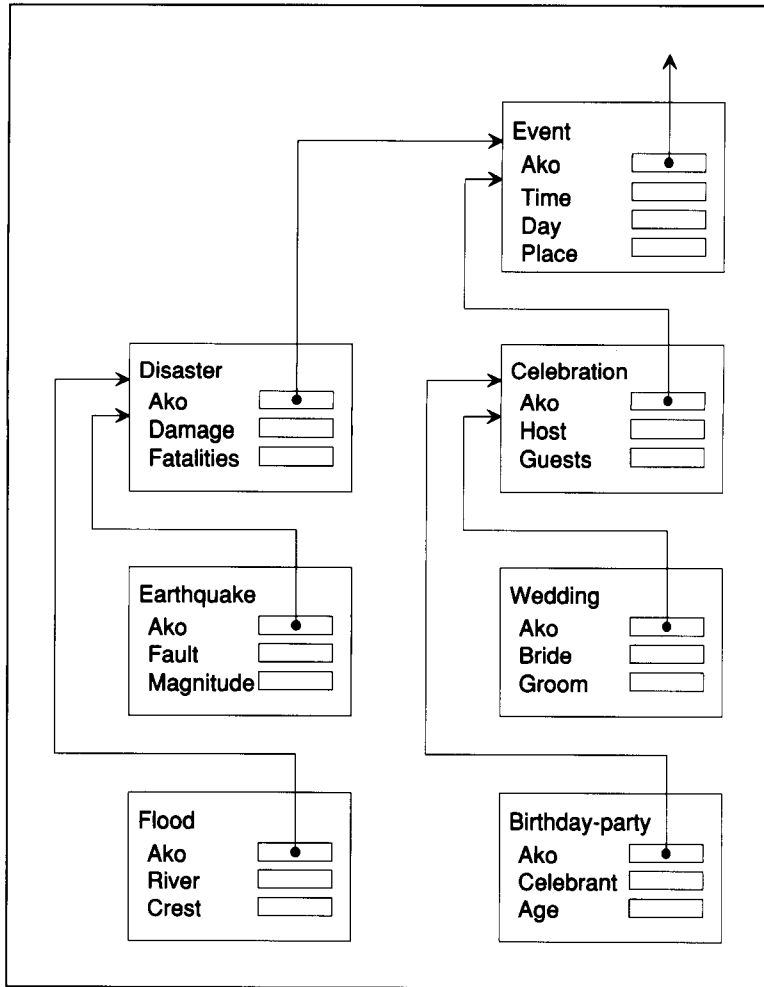 Event
Ako
Time
Day
Place
Disaster
Ako
Damage
Fatalities
Celebration
Ako
Host
Guests
Earthquake
Ako
Fault
Magnitude
Wedding
Ako
Bride
Groom
Flood
Ako
River
Crest
Birthday-party
Ako
Celebrant
Age